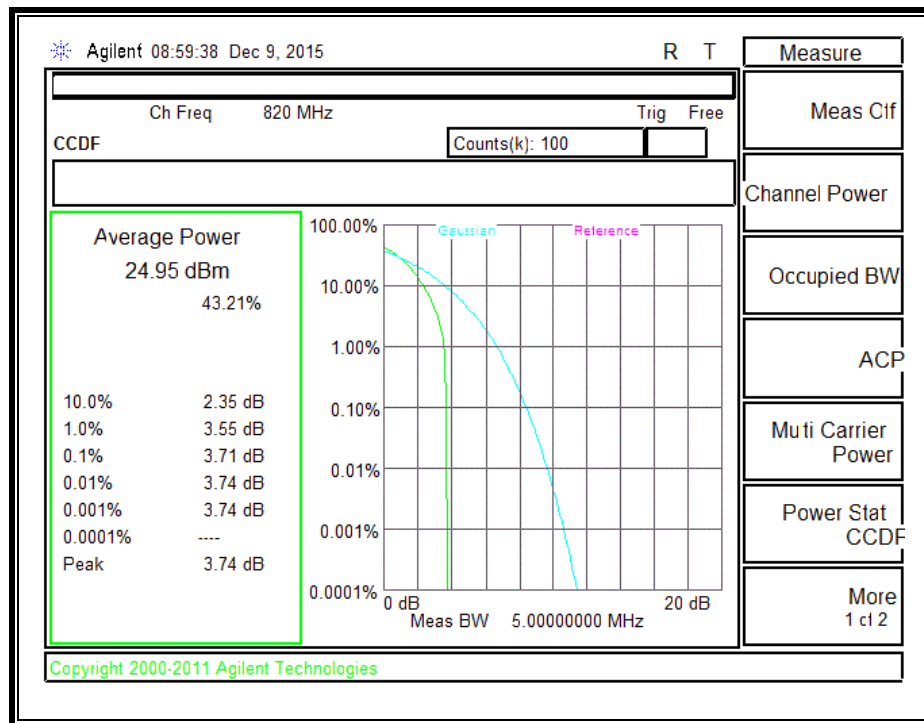 Agilent 08:59:38 Dec 9, 2015 R T
Ch Freq 820 MHz Trig Free
CCDF
Counts(k): 100
Average Power
24.95 dBm
43.21%
10.0% 2.35 dB
1.0% 3.55 dB
0.1% 3.71 dB
0.01% 3.74 dB
0.001% 3.74 dB
0.0001% ----
Peak 3.74 dB
Gaussian Reference
100.00%
10.00%
1.00%
0.10%
0.01%
0.001%
0.0001%
0 dB 20 dB
Meas BW 5.00000000 MHz
Measure
Meas Off
Channel Power
Occupied BW
ACP
Multi Carrier
Power
Power Stat
CCDF
More
1 of 2
Copyright 2000-2011 Agilent Technologies